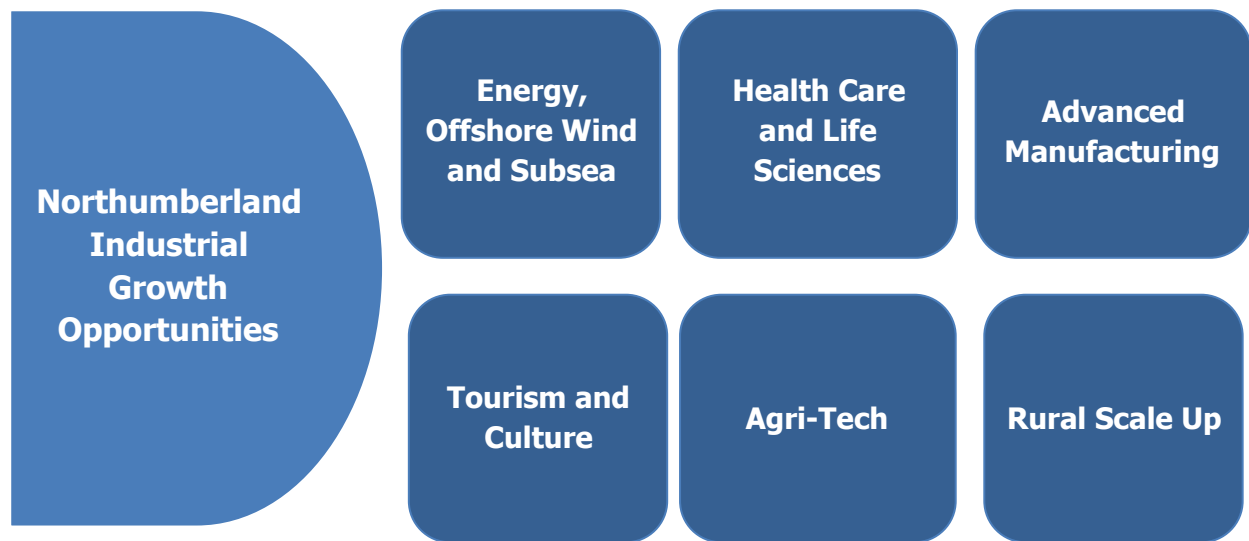 Northumberland
Industrial
Growth
Opportunities
Energy,
Offshore Wind
and Subsea
Health Care
and Life
Sciences
Advanced
Manufacturing
Tourism and
Culture
Agri-Tech
Rural Scale Up